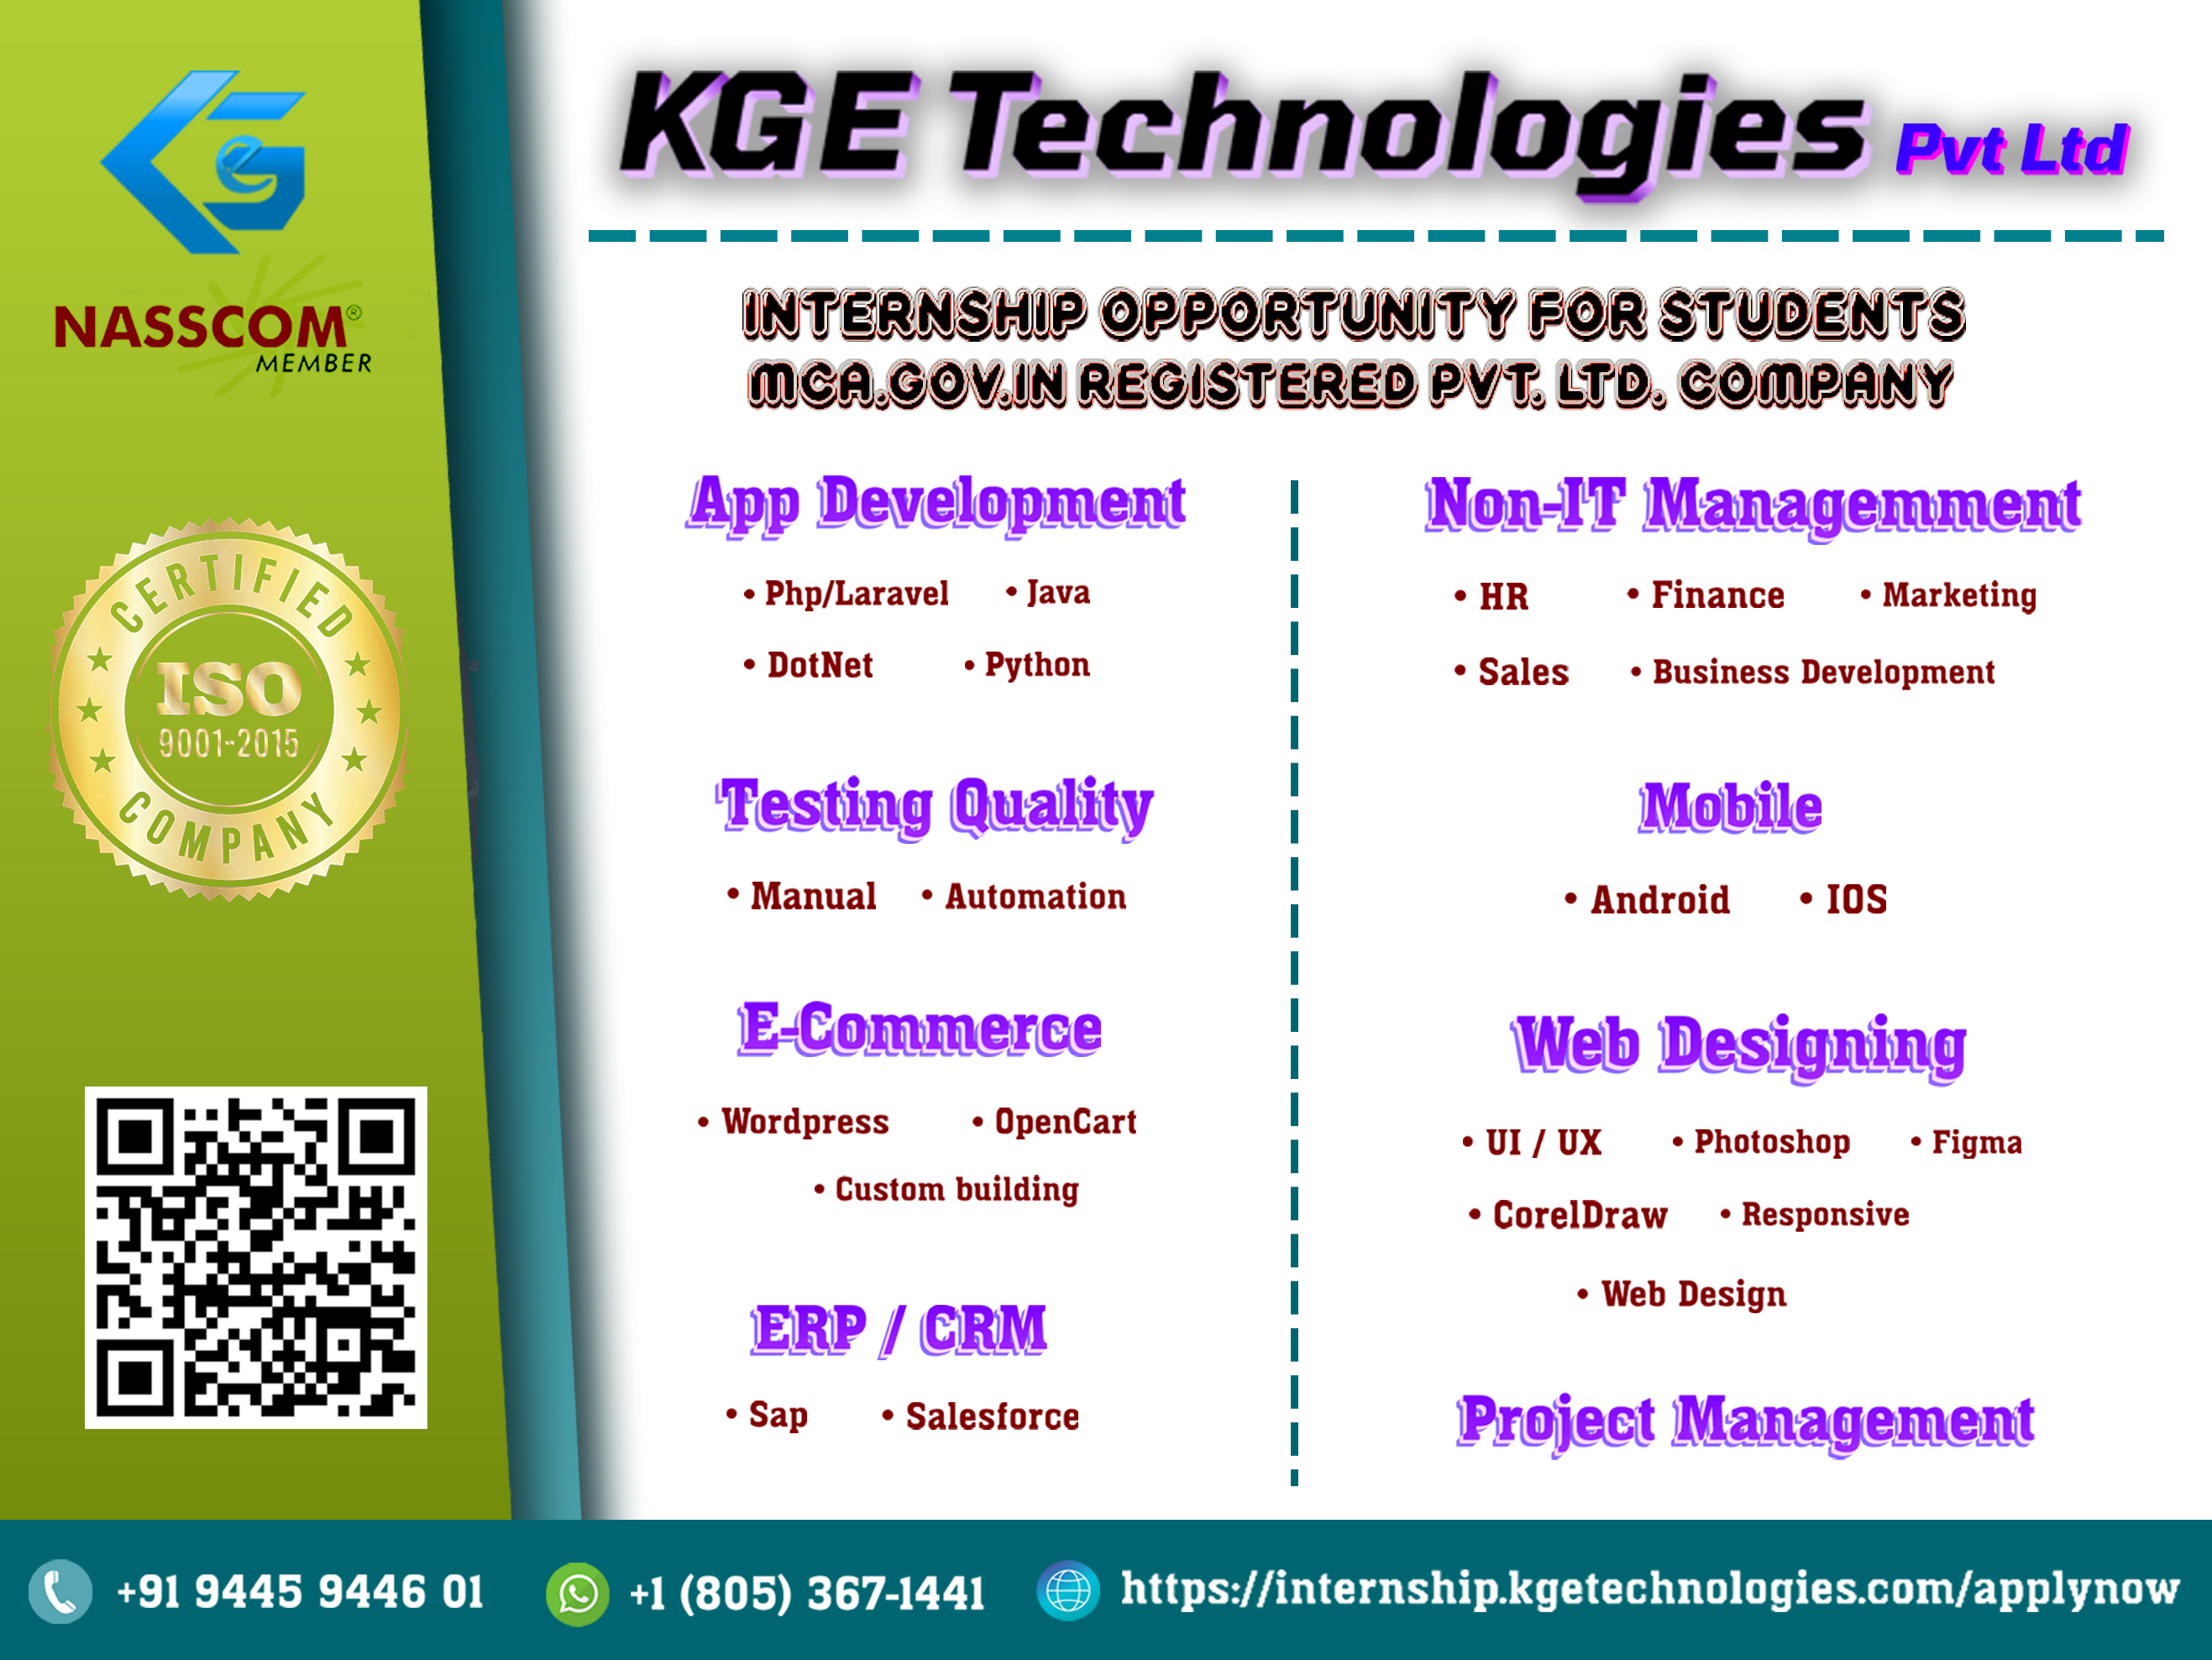 KGE Technologies Pvt Ltd
NASSCOM®
MEMBER
INTERNSHIP OPPORTUNITY FOR STUDENTS
MCA.GOV.IN REGISTERED PVT. LTD. COMPANY
CERTIFIED
ISO
9001-2015
COMPANY
App Development
• Php/Laravel • Java
• DotNet • Python
Testing Quality
• Manual • Automation
E-Commerce
• Wordpress • OpenCart
• Custom building
ERP / CRM
• Sap • Salesforce
Non-IT Managemment
• HR • Finance • Marketing
• Sales • Business Development
Mobile
• Android • IOS
Web Designing
• UI / UX • Photoshop • Figma
• CorelDraw • Responsive
• Web Design
Project Management
+91 9445 9446 01 +1 (805) 367-1441 https://internship.kgetechnologies.com/applynow